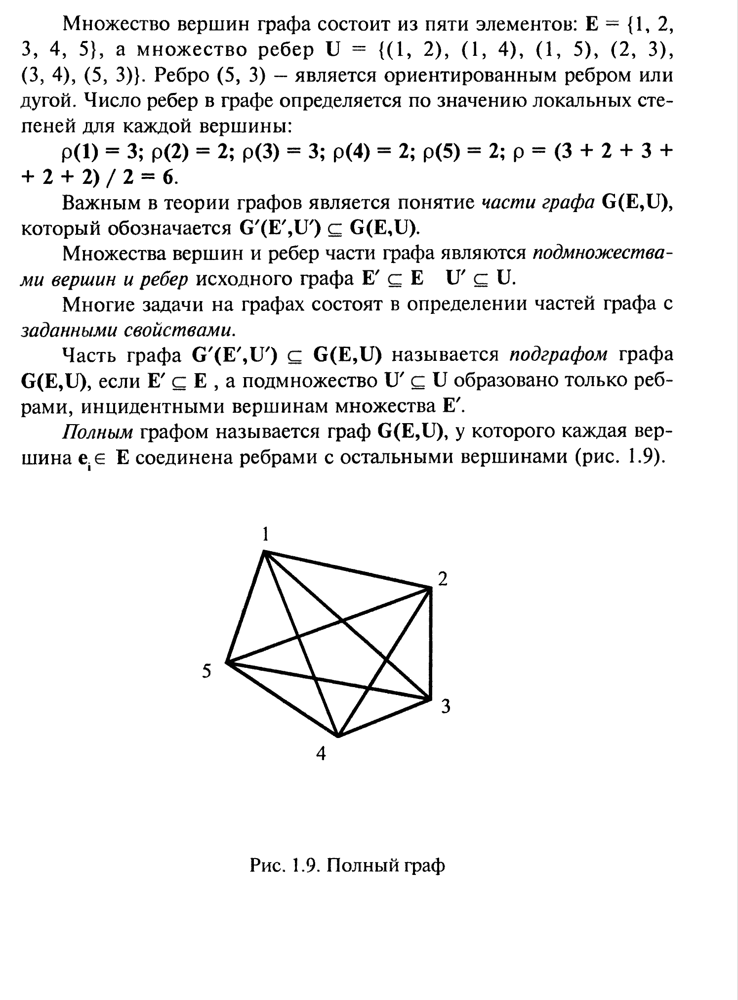 Множество вершин графа состоит из пяти элементов: E = {1, 2,
3, 4, 5}, а множество ребер U = {(1, 2), (1, 4), (1, 5), (2, 3),
(3, 4), (5, 3)}. Ребро (5, 3) – является ориентированным ребром или
дугой. Число ребер в графе определяется по значению локальных сте-
пеней для каждой вершины:
ρ(1) = 3; ρ(2) = 2; ρ(3) = 3; ρ(4) = 2; ρ(5) = 2; ρ = (3 + 2 + 3 +
+ 2 + 2) / 2 = 6.
Важным в теории графов является понятие части графа G(E,U),
который обозначается G′(E′,U′) ⊆ G(E,U).
Множества вершин и ребер части графа являются подмножества-
ми вершин и ребер исходного графа E′ ⊆ E U′ ⊆ U.
Многие задачи на графах состоят в определении частей графа с
заданными свойствами.
Часть графа G′(E′,U′) ⊆ G(E,U) называется подграфом графа
G(E,U), если E′ ⊆ E , а подмножество U′ ⊆ U образовано только реб-
рами, инцидентными вершинам множества E′.
Полным графом называется граф G(E,U), у которого каждая вер-
шина eᵢ∈ E соединена ребрами с остальными вершинами (рис. 1.9).
1
2
5
3
4
Рис. 1.9. Полный граф